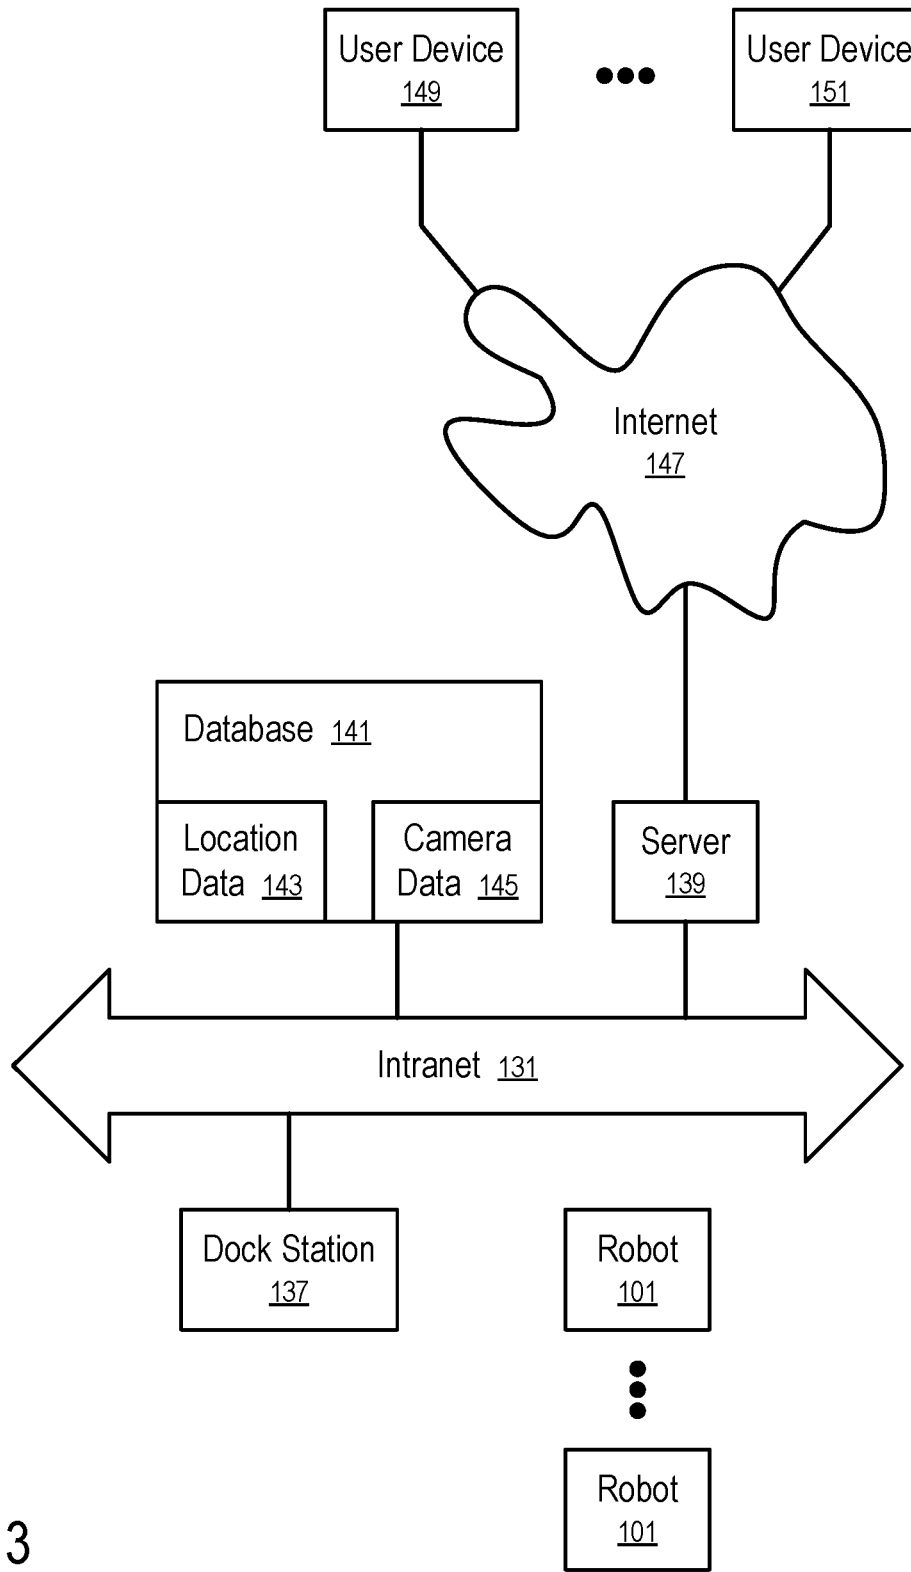 User Device
149
User Device
151
Internet
147
Database 141
Location
Data 143
Camera
Data 145
Server
139
Intranet 131
Dock Station
137
Robot
101
Robot
101
3